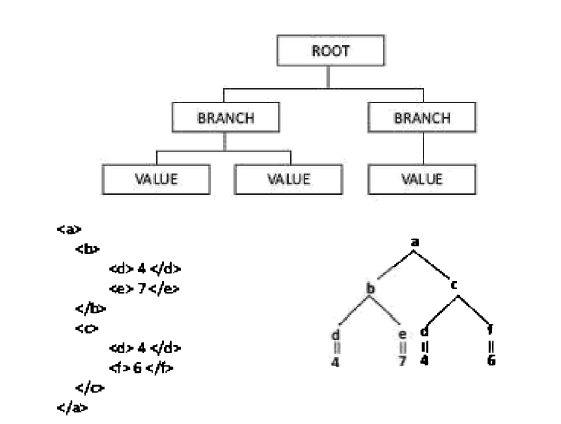 ROOT
BRANCH BRANCH
VALUE VALUE VALUE
<a>
<b>
<d> 4 </d>
<e> 7 </e>
</b>
<c>
<d> 4 </d>
<f> 6 </f>
</c>
</a>
a
b c
d e d f
= = = =
4 7 4 6